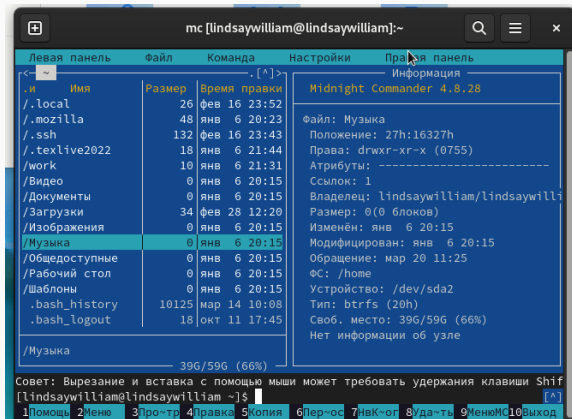 mc [lindsaywilliam@lindsaywilliam]:~
Левая панель Файл Команда Настройки Правая панель
<— ~ .[^]>
.и Имя Размер Время правки
/.local 26 фев 16 23:52
/.mozilla 48 янв 6 20:23
/.ssh 132 фев 16 23:43
/.texlive2022 18 янв 6 21:44
/work 10 янв 6 21:31
/Видео 0 янв 6 20:15
/Документы 0 янв 6 20:15
/Загрузки 34 фев 28 12:20
/Изображения 0 янв 6 20:15
/Музыка 0 янв 6 20:15
/Общедоступные 0 янв 6 20:15
/Рабочий стол 0 янв 6 20:15
/Шаблоны 0 янв 6 20:15
.bash_history 10125 мар 14 10:08
.bash_logout 18 окт 11 17:45
/Музыка
39G/59G (66%)
Информация
Midnight Commander 4.8.28
Файл: Музыка
Положение: 27h:16327h
Права: drwxr-xr-x (0755)
Атрибуты: ------------------------
Ссылок: 1
Владелец: lindsaywilliam/lindsaywilli
Размер: 0(0 блоков)
Изменён: янв 6 20:15
Модифицирован: янв 6 20:15
Обращение: мар 20 11:25
ФС: /home
Устройство: /dev/sda2
Тип: btrfs (20h)
Своб. место: 39G/59G (66%)
Нет информации об узле
Совет: Вырезание и вставка с помощью мыши может требовать удержания клавиши Shif
[lindsaywilliam@lindsaywilliam ~]$ [^]
1Помощь 2Меню 3Про~тр 4Правка 5Копия 6Пер~ос 7НвК~ог 8Уда~ть 9МенюМС 10Выход